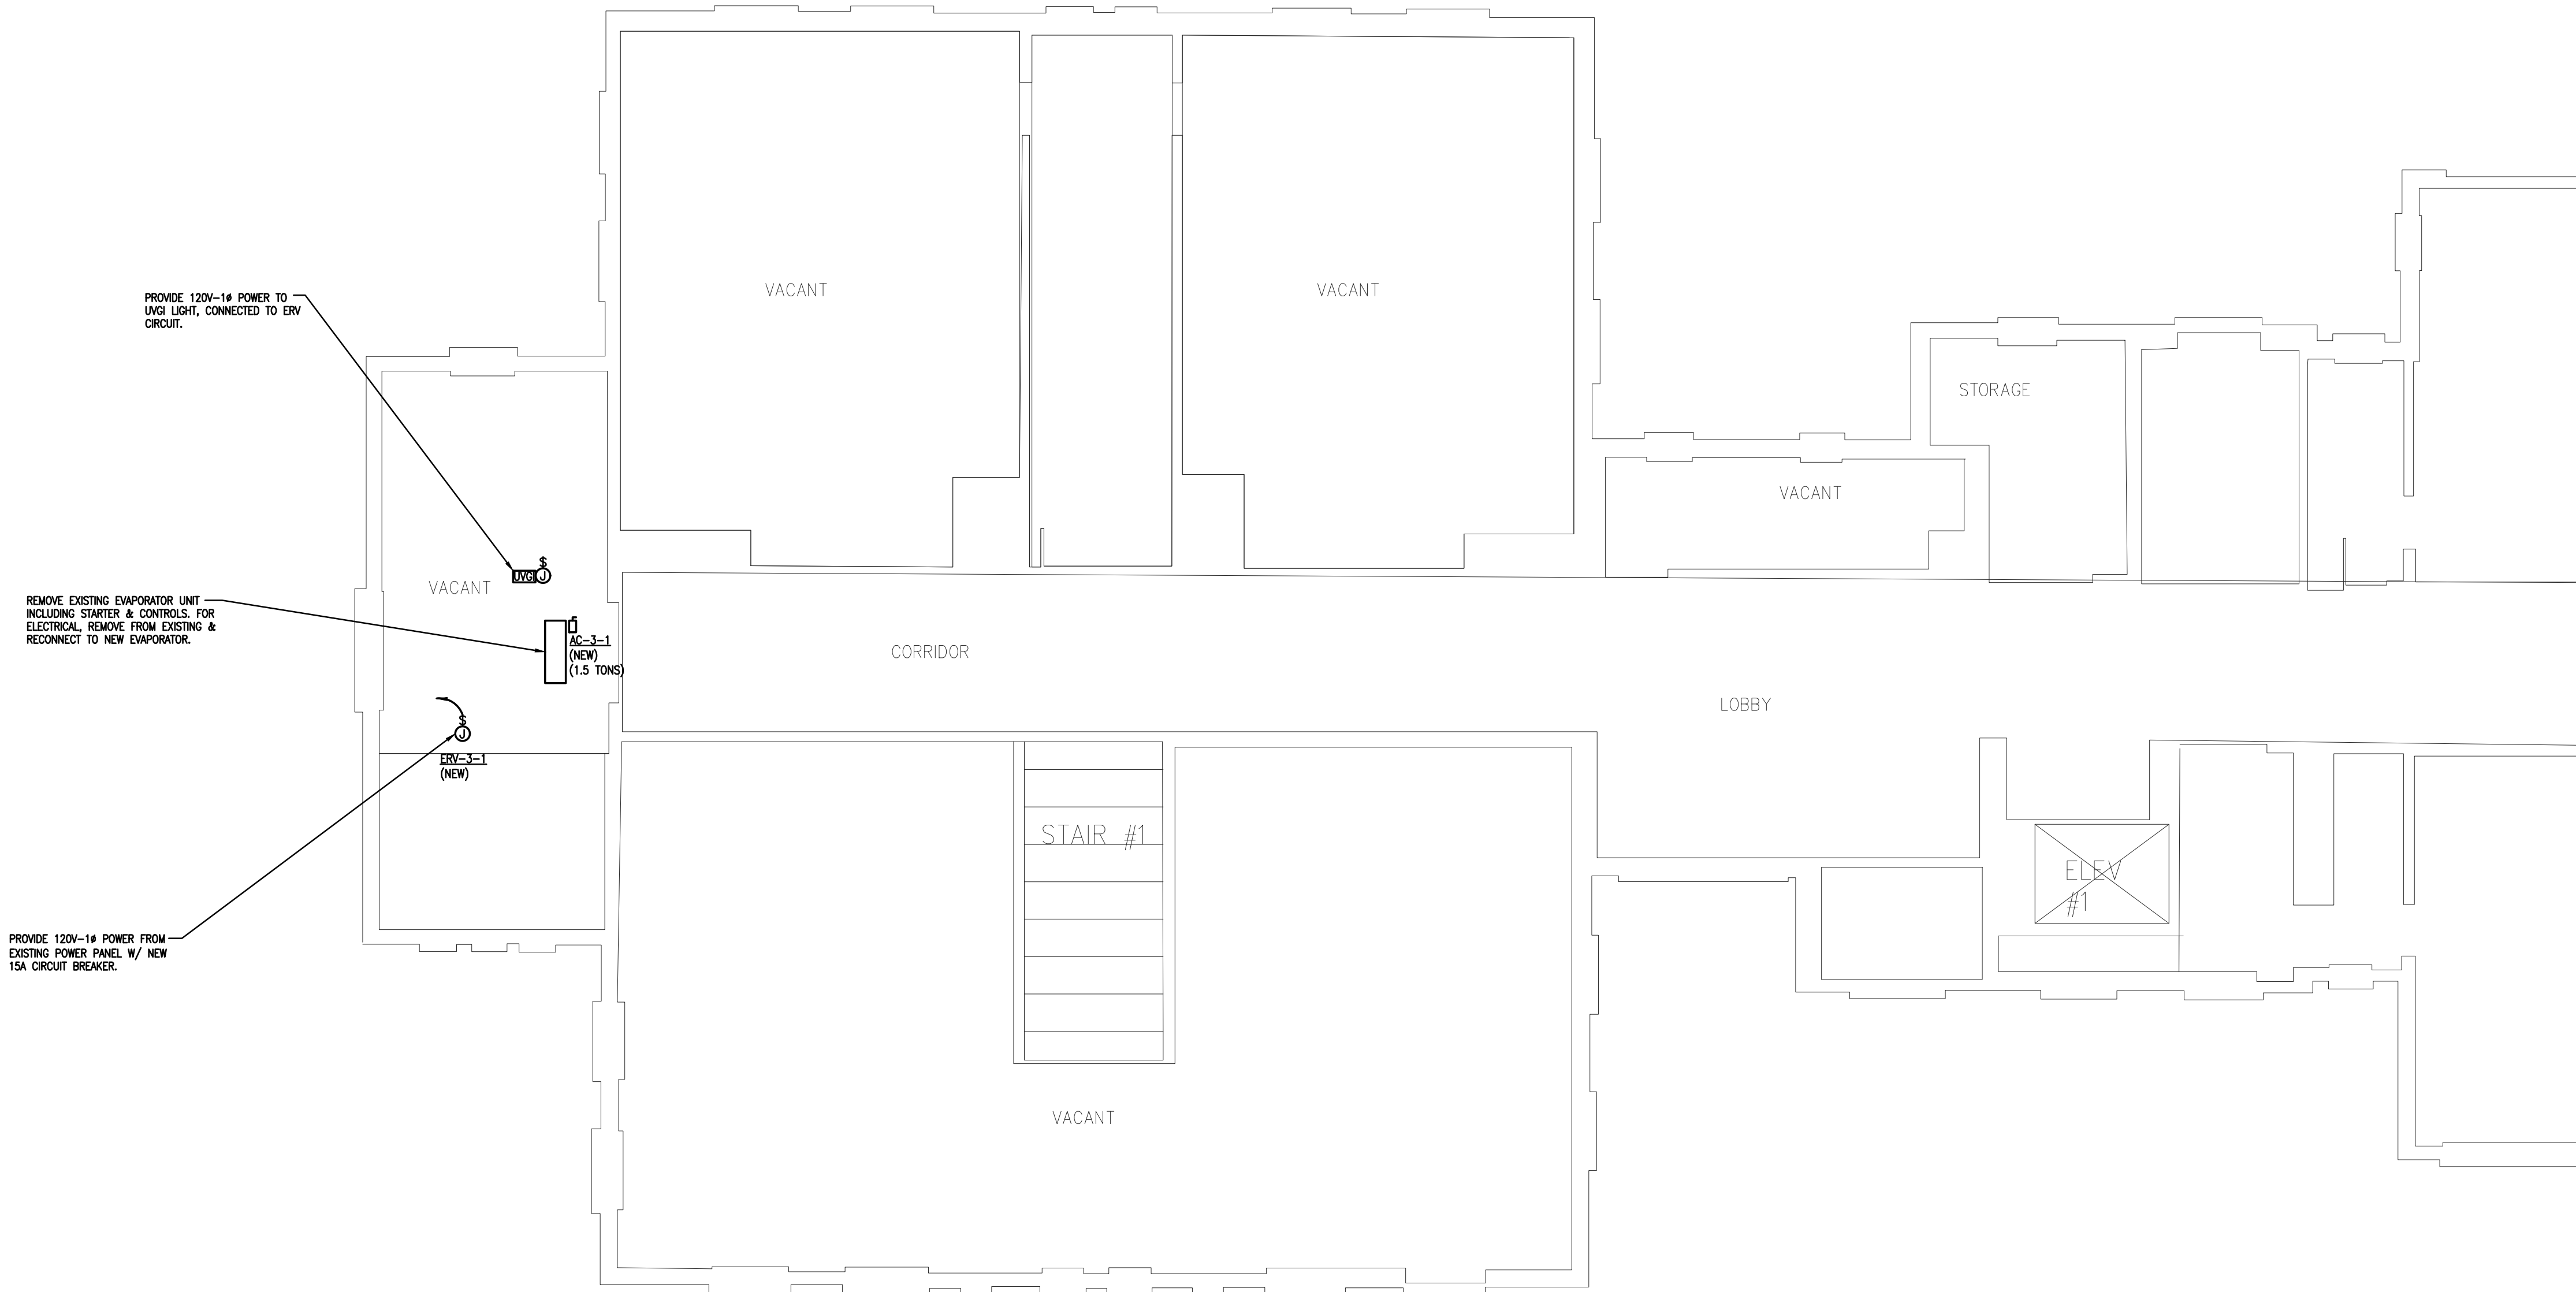 VACANT
VACANT
PROVIDE 120V-1ø POWER TO
UVGI LIGHT, CONNECTED TO ERV
CIRCUIT.
STORAGE
VACANT
$
UVGI
J
VACANT
REMOVE EXISTING EVAPORATOR UNIT
INCLUDING STARTER & CONTROLS. FOR
ELECTRICAL, REMOVE FROM EXISTING &
RECONNECT TO NEW EVAPORATOR.
AC-3-1
(NEW)
(1.5 TONS)
CORRIDOR
LOBBY
$
J
ERV-3-1
(NEW)
STAIR #1
ELEV
#1
PROVIDE 120V-1ø POWER FROM
EXISTING POWER PANEL W/ NEW
15A CIRCUIT BREAKER.
VACANT